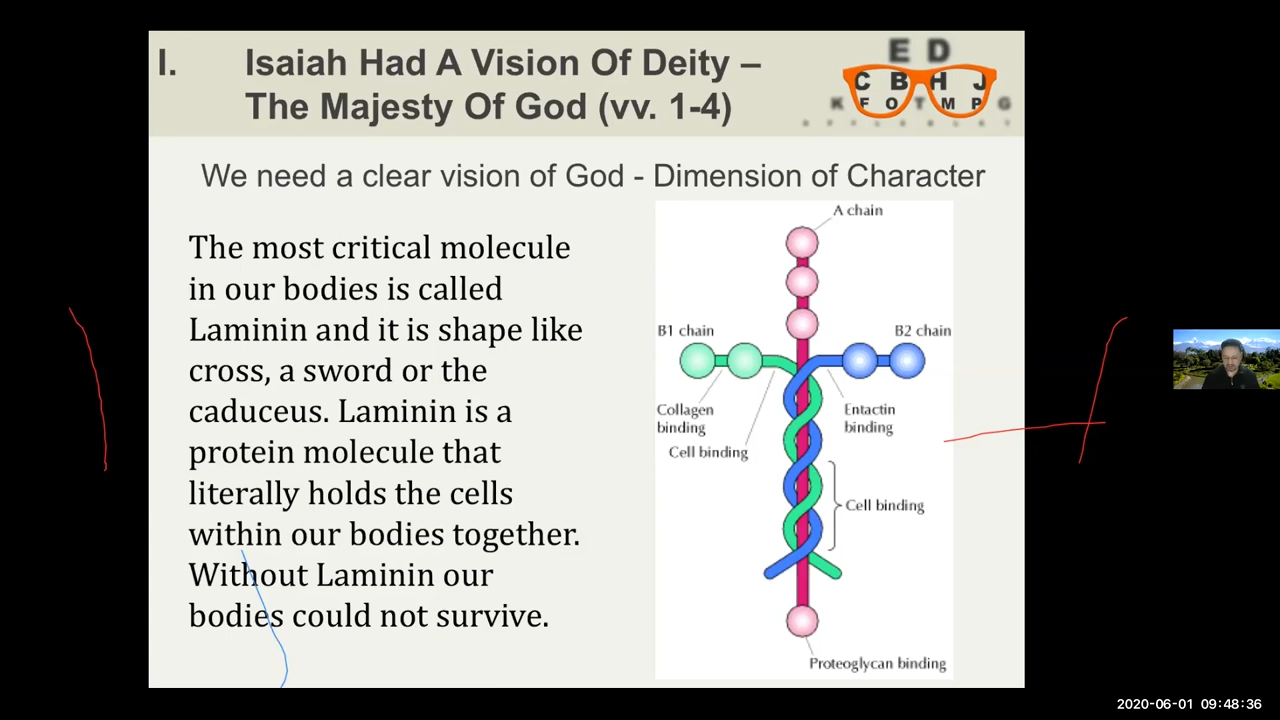 I. Isaiah Had A Vision Of Deity –
The Majesty Of God (vv. 1-4)
E D
C B H J
K F O T M P G
We need a clear vision of God - Dimension of Character
The most critical molecule
in our bodies is called
Laminin and it is shape like
cross, a sword or the
caduceus. Laminin is a
protein molecule that
literally holds the cells
within our bodies together.
Without Laminin our
bodies could not survive.
A chain
B1 chain
B2 chain
Collagen
binding
Cell binding
Entactin
binding
Cell binding
Proteoglycan binding
2020-06-01 09:48:36